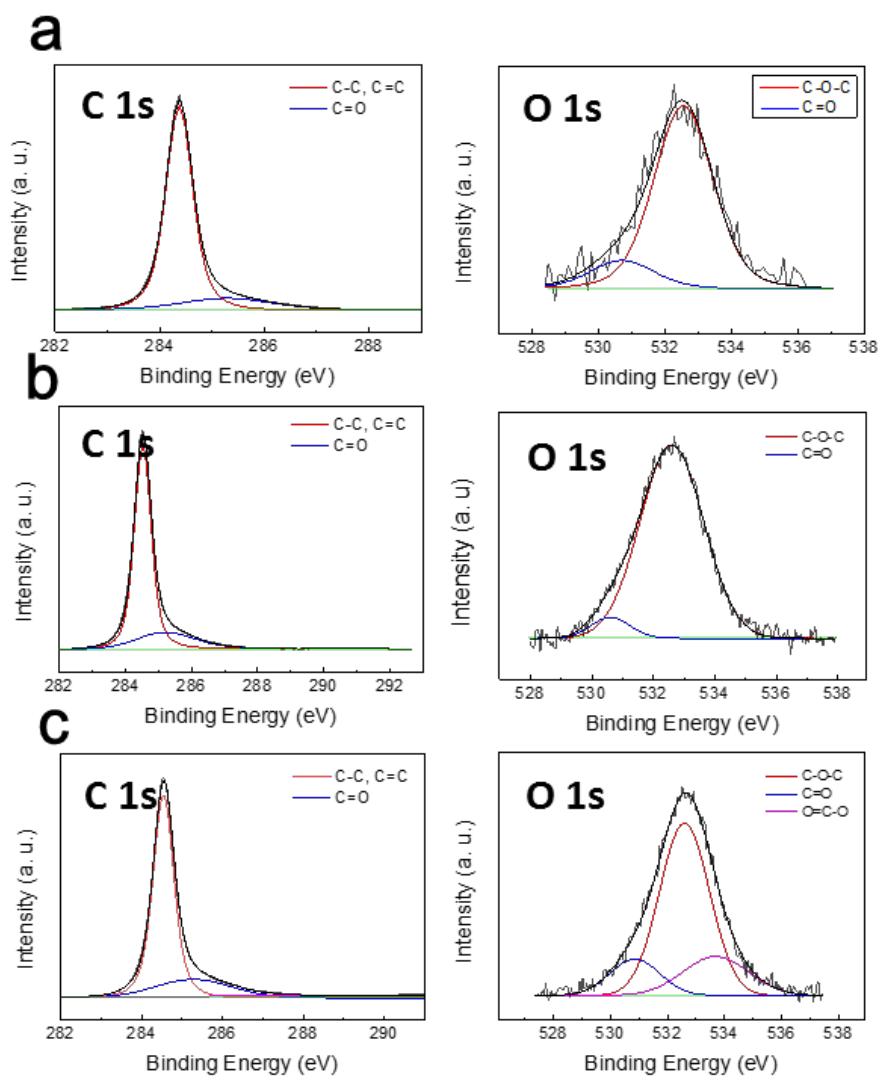 a
C 1s
C-C, C=C
C=O
Intensity (a. u.)
282 284 286 288
Binding Energy (eV)
O 1s
C-O-C
C=O
Intensity (a. u.)
528 530 532 534 536 538
Binding Energy (eV)
b
C 1s
C-C, C=C
C=O
Intensity (a. u.)
282 284 286 288 290 292
Binding Energy (eV)
O 1s
C-O-C
C=O
Intensity (a. u)
528 530 532 534 536 538
Binding Energy (eV)
c
C 1s
C-C, C=C
C=O
Intensity (a. u.)
282 284 286 288 290
Binding Energy (eV)
O 1s
C-O-C
C=O
O=C-O
Intensity (a. u.)
528 530 532 534 536 538
Binding Energy (eV)